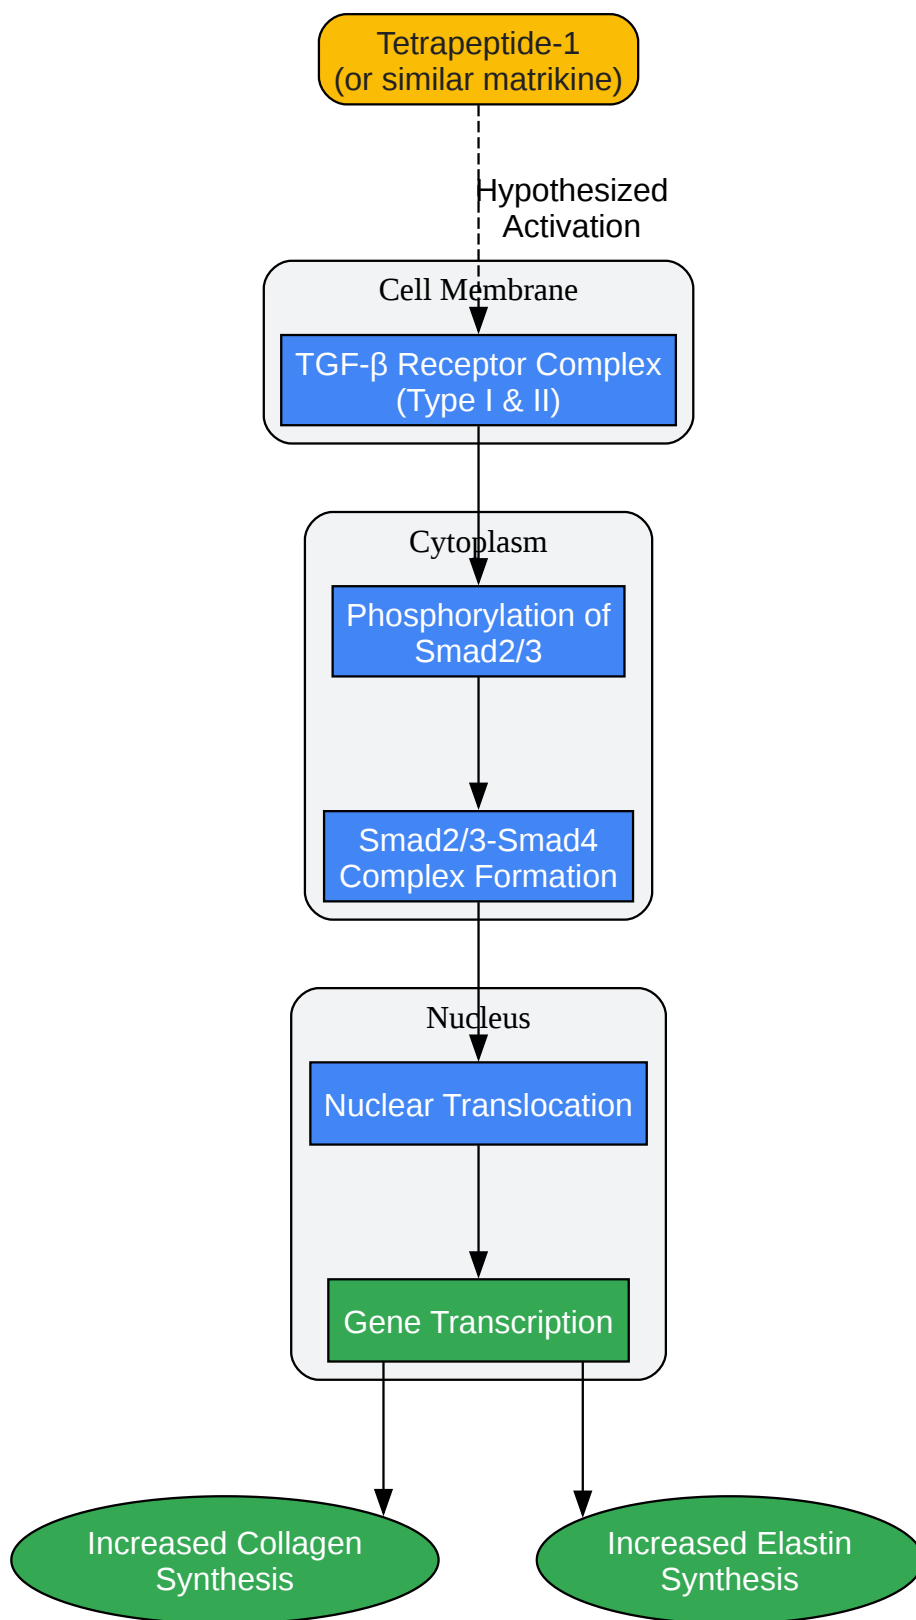 Tetrapeptide-1
(or similar matrikine)
Hypothesized
Activation
Cell Membrane
TGF-β Receptor Complex
(Type I & II)
Cytoplasm
Phosphorylation of
Smad2/3
Smad2/3-Smad4
Complex Formation
Nucleus
Nuclear Translocation
Gene Transcription
Increased Collagen
Synthesis
Increased Elastin
Synthesis